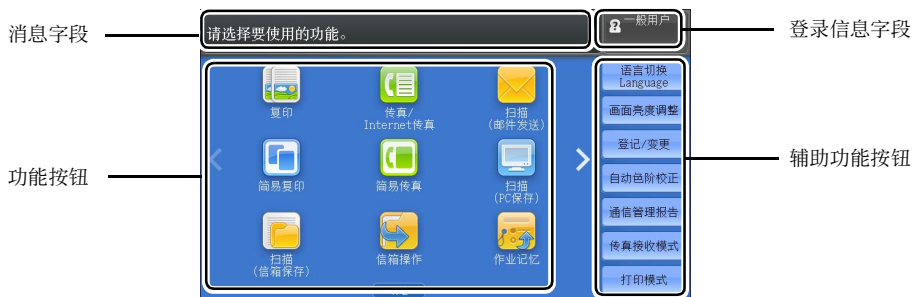 消息字段
请选择要使用的功能。
一般用户
登录信息字段
功能按钮
复印
传真/
Internet传真
扫描
(邮件发送)
简易复印
简易传真
扫描
(PC保存)
扫描
(信箱保存)
信箱操作
作业记忆
语言切换
Language
画面亮度调整
登记/变更
自动色阶校正
通信管理报告
传真接收模式
打印模式
辅助功能按钮